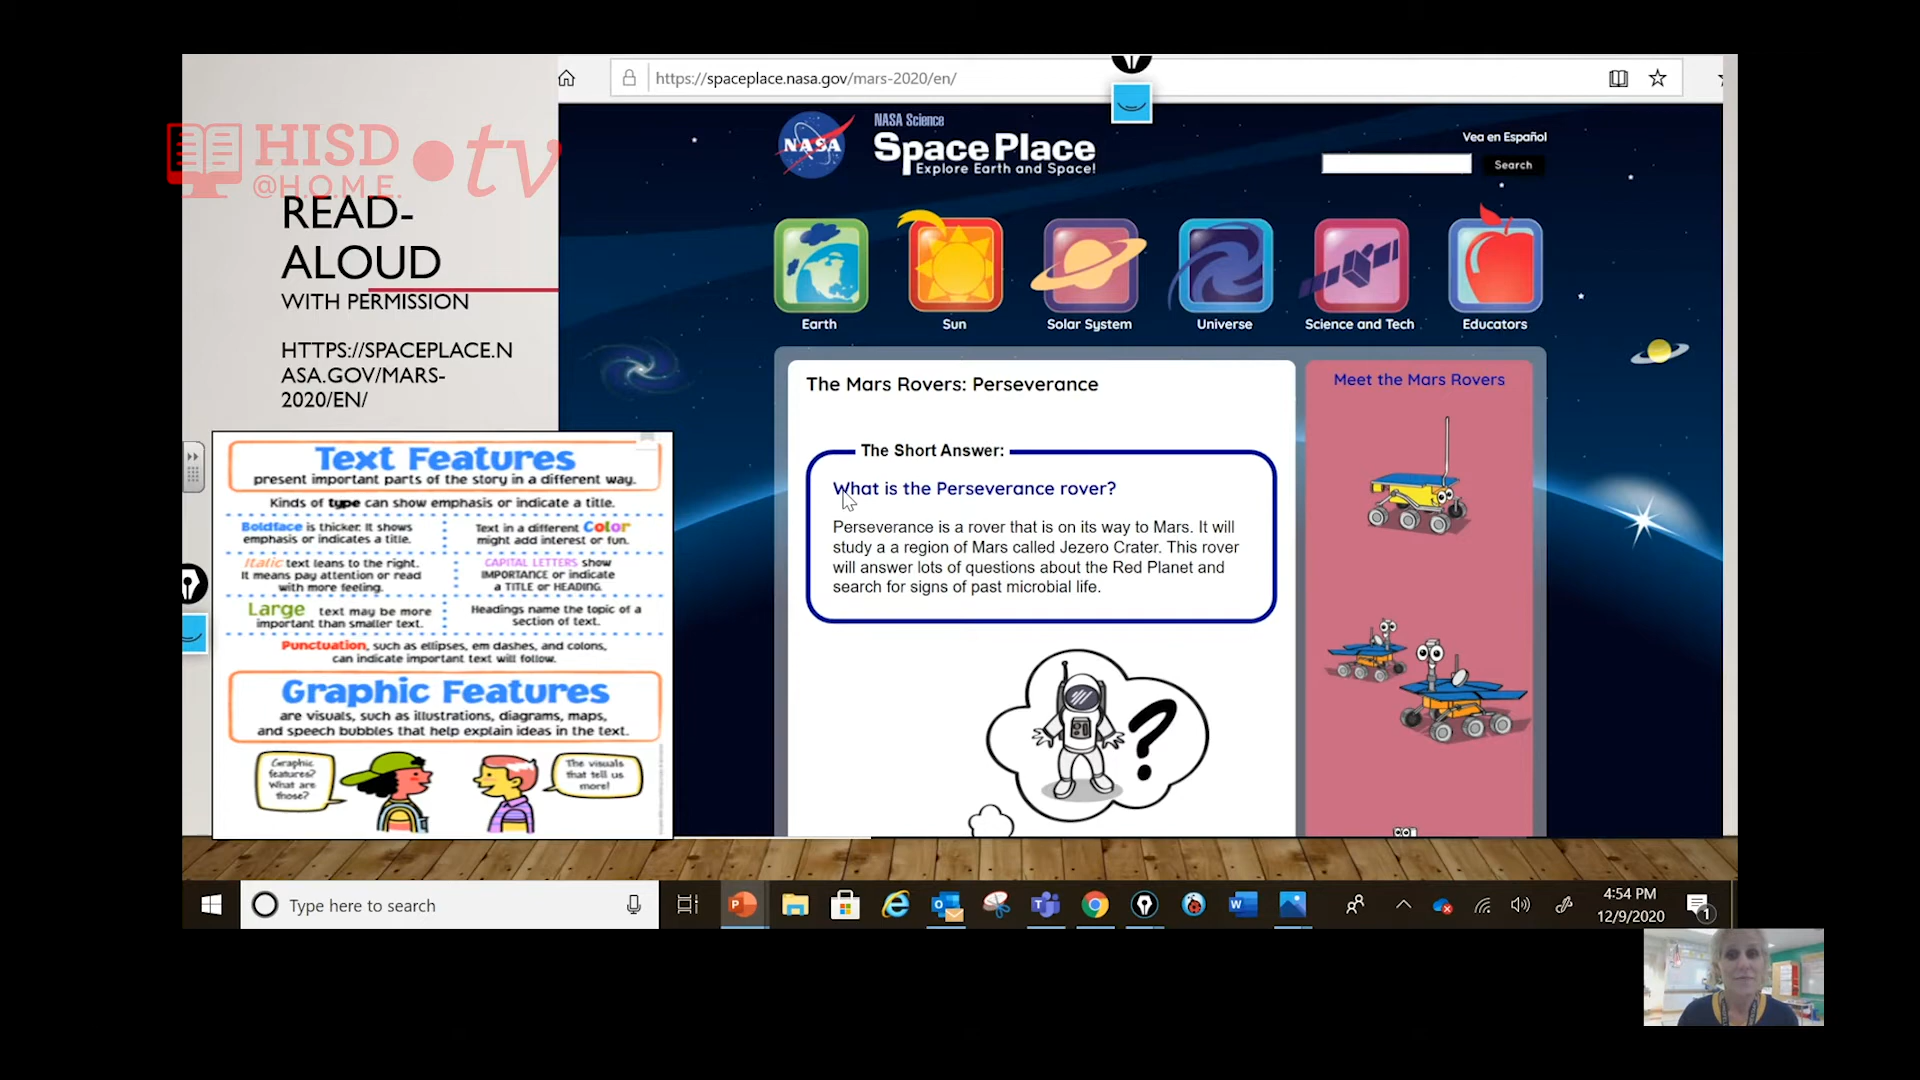 HISD
@H.O.M.E.
tv
READ-
ALOUD
WITH PERMISSION
HTTPS://SPACEPLACE.N
ASA.GOV/MARS-
2020/EN/
Text Features
present important parts of the story in a different way.
Kinds of type can show emphasis or indicate a title.
Boldface is thicker. It shows
emphasis or indicates a title.
Text in a different Color
might add interest or fun.
Italic text leans to the right.
It means pay attention or read
with more feeling.
CAPITAL LETTERS show
IMPORTANCE or indicate
a TITLE or HEADING.
Large text may be more
important than smaller text.
Headings name the topic of a
section of text.
Punctuation, such as ellipses, em dashes, and colons,
can indicate important text will follow.
Graphic Features
are visuals, such as illustrations, diagrams, maps,
and speech bubbles that help explain ideas in the text.
Graphic
features?
What are
those?
The visuals
that tell us
more!
https://spaceplace.nasa.gov/mars-2020/en/
NASA
NASA Science
Space Place
Explore Earth and Space!
Vea en Español
Search
Earth
Sun
Solar System
Universe
Science and Tech
Educators
The Mars Rovers: Perseverance
The Short Answer:
What is the Perseverance rover?
Perseverance is a rover that is on its way to Mars. It will
study a a region of Mars called Jezero Crater. This rover
will answer lots of questions about the Red Planet and
search for signs of past microbial life.
?
Meet the Mars Rovers
Type here to search
4:54 PM
12/9/2020
1